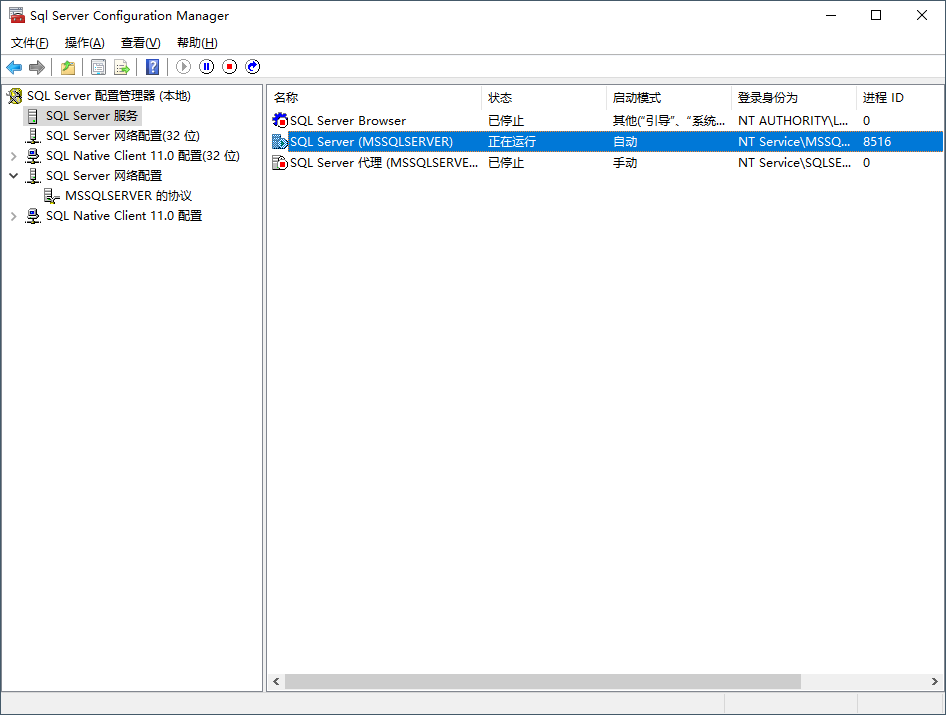 Sql Server Configuration Manager
文件(F) 操作(A) 查看(V) 帮助(H)
SQL Server 配置管理器 (本地)
SQL Server 服务
SQL Server 网络配置(32 位)
SQL Native Client 11.0 配置(32 位)
SQL Server 网络配置
MSSQLSERVER 的协议
SQL Native Client 11.0 配置
名称 状态 启动模式 登录身份为 进程 ID
SQL Server Browser 已停止 其他("引导"、"系统... NT AUTHORITY\L... 0
SQL Server (MSSQLSERVER) 正在运行 自动 NT Service\MSSQ... 8516
SQL Server 代理 (MSSQLSERVE... 已停止 手动 NT Service\SQLSE... 0